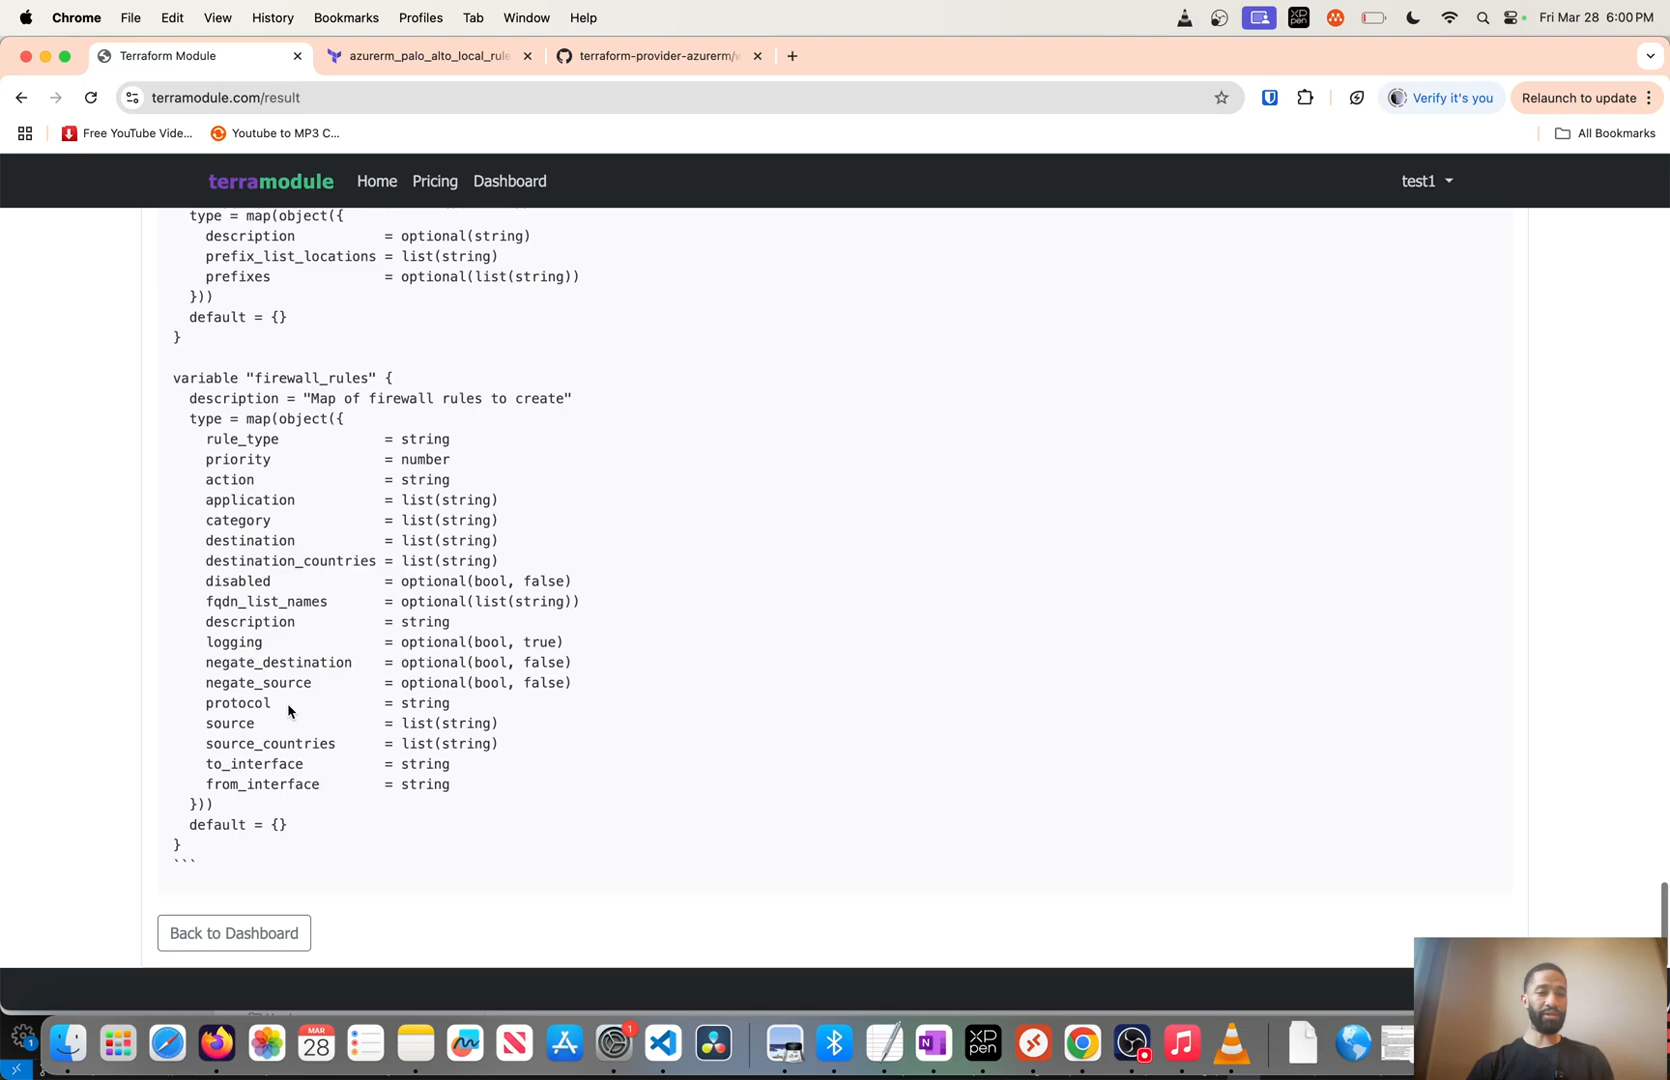 Chrome File Edit View History Bookmarks Profiles Tab Window Help Fri Mar 28 6:00 PM
Terraform Module azurerm_palo_alto_local_rule terraform-provider-azurerm/w
terramodule.com/result Verify it's you Relaunch to update
Free YouTube Vide... Youtube to MP3 C... All Bookmarks
terramodule Home Pricing Dashboard test1
type = map(object({
description = optional(string)
prefix_list_locations = list(string)
prefixes = optional(list(string))
}))
default = {}
}
variable "firewall_rules" {
description = "Map of firewall rules to create"
type = map(object({
rule_type = string
priority = number
action = string
application = list(string)
category = list(string)
destination = list(string)
destination_countries = list(string)
disabled = optional(bool, false)
fqdn_list_names = optional(list(string))
description = string
logging = optional(bool, true)
negate_destination = optional(bool, false)
negate_source = optional(bool, false)
protocol = string
source = list(string)
source_countries = list(string)
to_interface = string
from_interface = string
}))
default = {}
}
```
Back to Dashboard
MAR
28
1
1
XP
pen